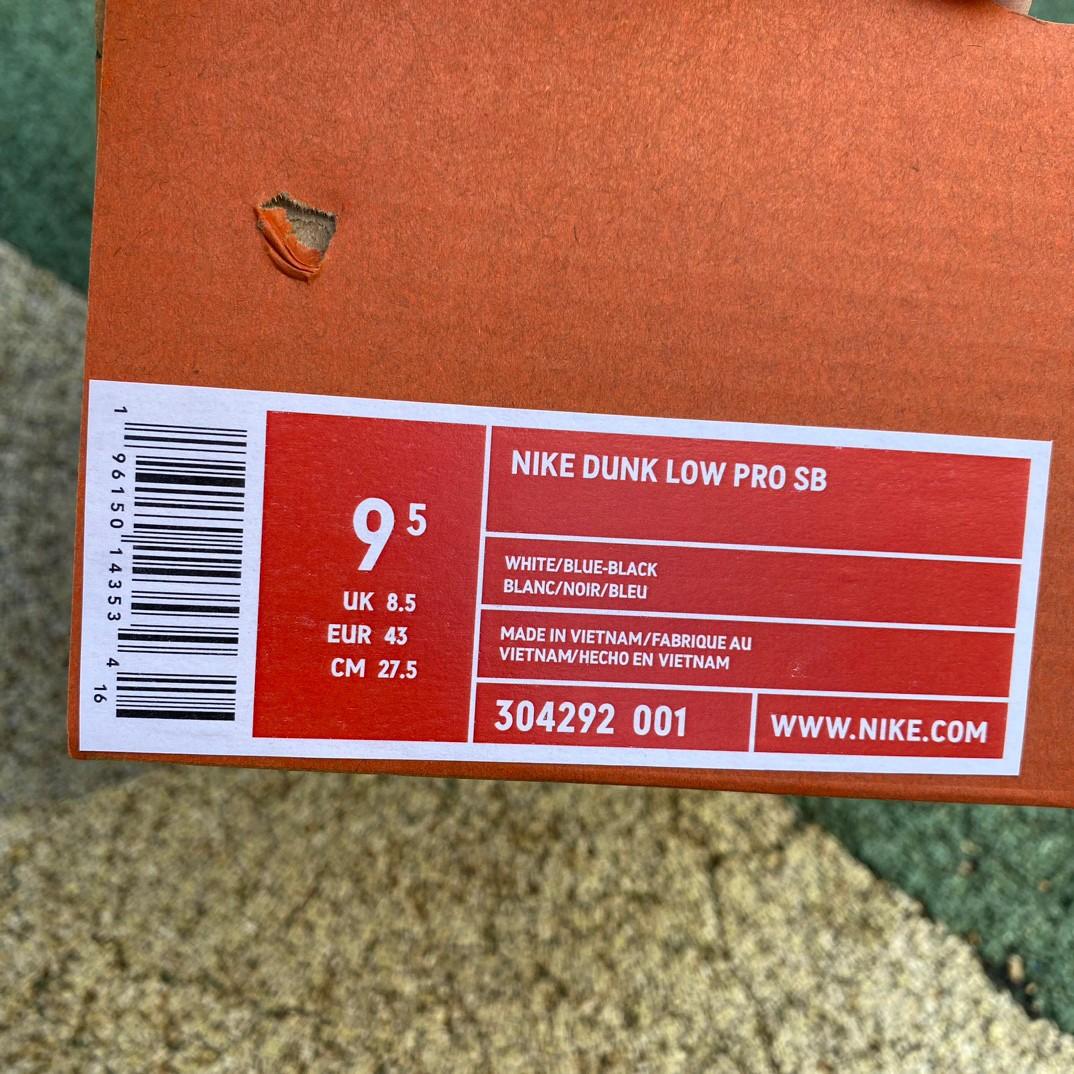 1 96150 14353 4 16
9 5
UK 8.5
EUR 43
CM 27.5
NIKE DUNK LOW PRO SB
WHITE/BLUE-BLACK
BLANC/NOIR/BLEU
MADE IN VIETNAM/FABRIQUE AU
VIETNAM/HECHO EN VIETNAM
304292 001
WWW.NIKE.COM